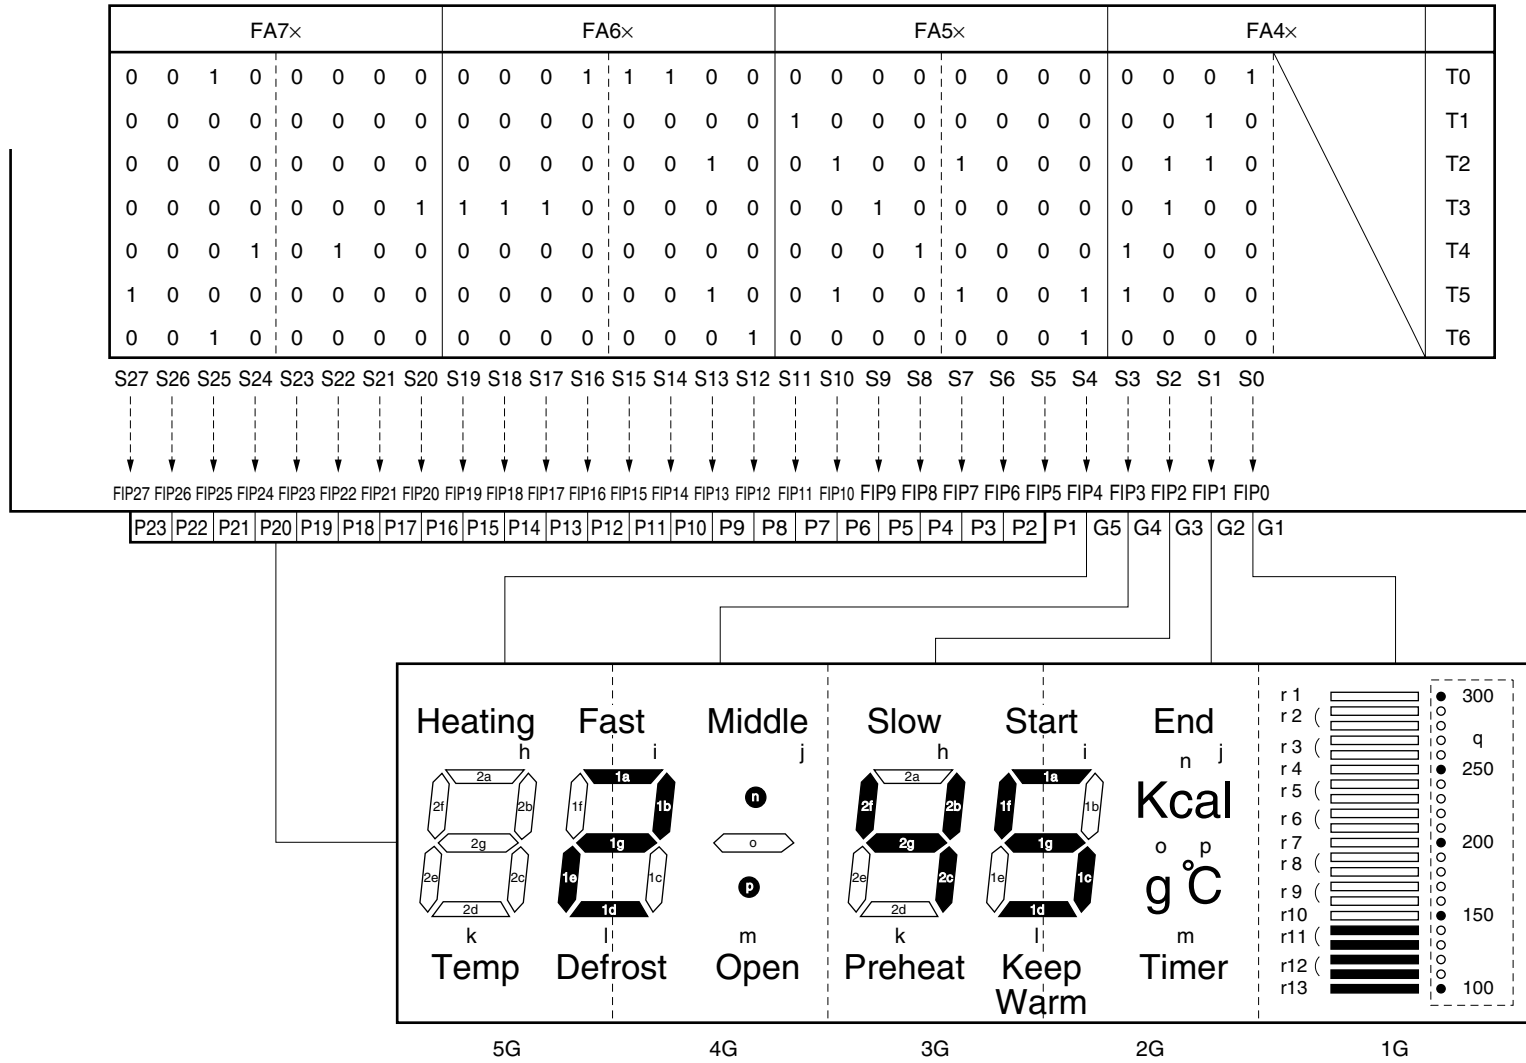 FA7× FA6× FA5× FA4×
0 0 1 0 0 0 0 0 0 0 0 1 1 1 0 0 0 0 0 0 0 0 0 0 0 0 0 1 T0
0 0 0 0 0 0 0 0 0 0 0 0 0 0 0 0 1 0 0 0 0 0 0 0 0 0 1 0 T1
0 0 0 0 0 0 0 0 0 0 0 0 0 0 1 0 0 1 0 0 1 0 0 0 0 1 1 0 T2
0 0 0 0 0 0 0 1 1 1 1 0 0 0 0 0 0 0 1 0 0 0 0 0 0 1 0 0 T3
0 0 0 1 0 1 0 0 0 0 0 0 0 0 0 0 0 0 0 1 0 0 0 0 1 0 0 0 T4
1 0 0 0 0 0 0 0 0 0 0 0 0 0 1 0 0 1 0 0 1 0 0 1 1 0 0 0 T5
0 0 1 0 0 0 0 0 0 0 0 0 0 0 0 1 0 0 0 0 0 0 0 1 0 0 0 0 T6
S27 S26 S25 S24 S23 S22 S21 S20 S19 S18 S17 S16 S15 S14 S13 S12 S11 S10 S9 S8 S7 S6 S5 S4 S3 S2 S1 S0
FIP27 FIP26 FIP25 FIP24 FIP23 FIP22 FIP21 FIP20 FIP19 FIP18 FIP17 FIP16 FIP15 FIP14 FIP13 FIP12 FIP11 FIP10 FIP9 FIP8 FIP7 FIP6 FIP5 FIP4 FIP3 FIP2 FIP1 FIP0
P23 P22 P21 P20 P19 P18 P17 P16 P15 P14 P13 P12 P11 P10 P9 P8 P7 P6 P5 P4 P3 P2 P1 G5 G4 G3 G2 G1
r 1 300
Heating Fast Middle Slow Start End r 2 (
h i j h i n j r 3 ( q
2a 1a 2a 1a r 4 250
2f 2b 1f 1b n 2f 2b 1f 1b Kcal r 5 (
r 6 (
2g 1g o 2g 1g o p r 7 200
2e 2c 1e 1c p 2e 2c 1e 1c g °C r 8 (
r 9 (
2d 1d 2d 1d r10 150
k l m k l m r11 (
Temp Defrost Open Preheat Keep Timer r12 (
Warm r13 100
5G 4G 3G 2G 1G